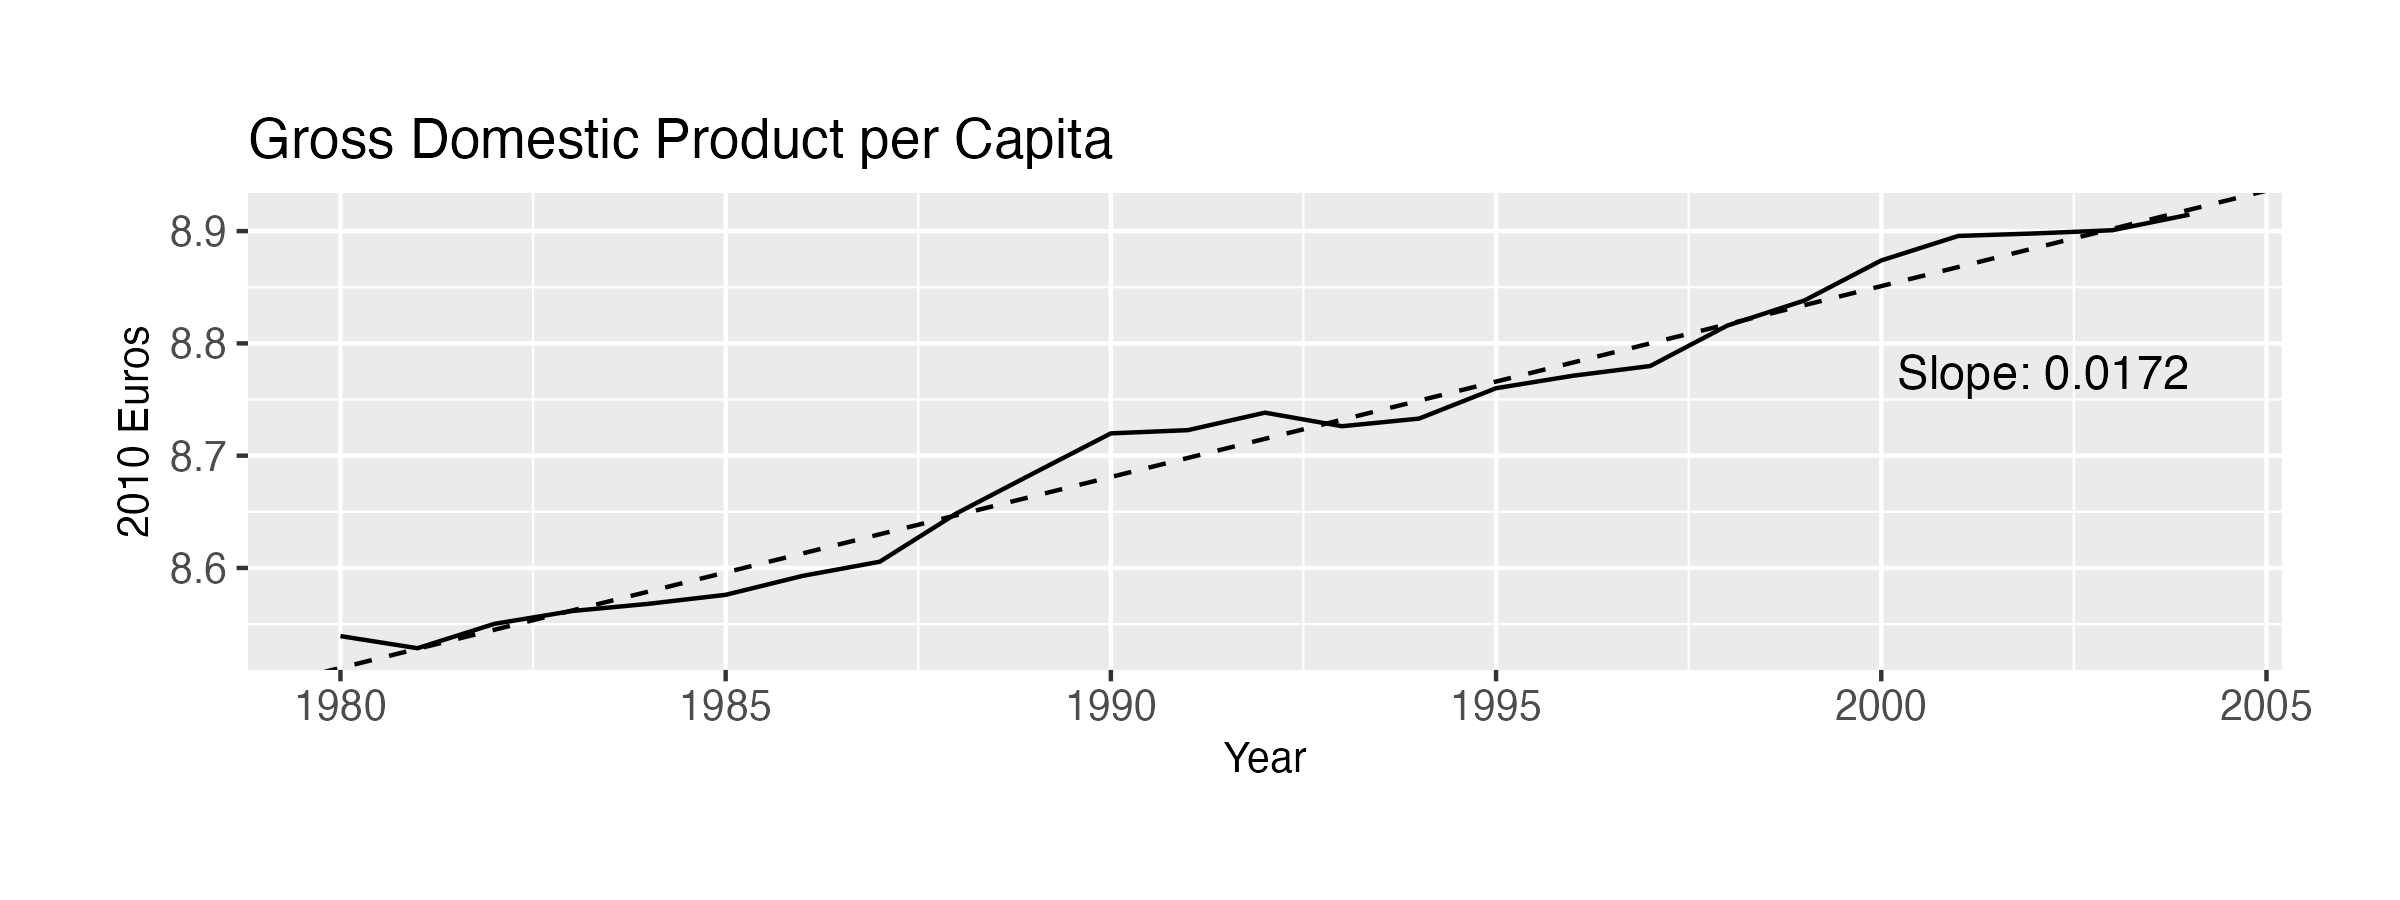 Gross Domestic Product per Capita
8.9
8.8
8.7
8.6
2010 Euros
Slope: 0.0172
1980 1985 1990 1995 2000 2005
Year